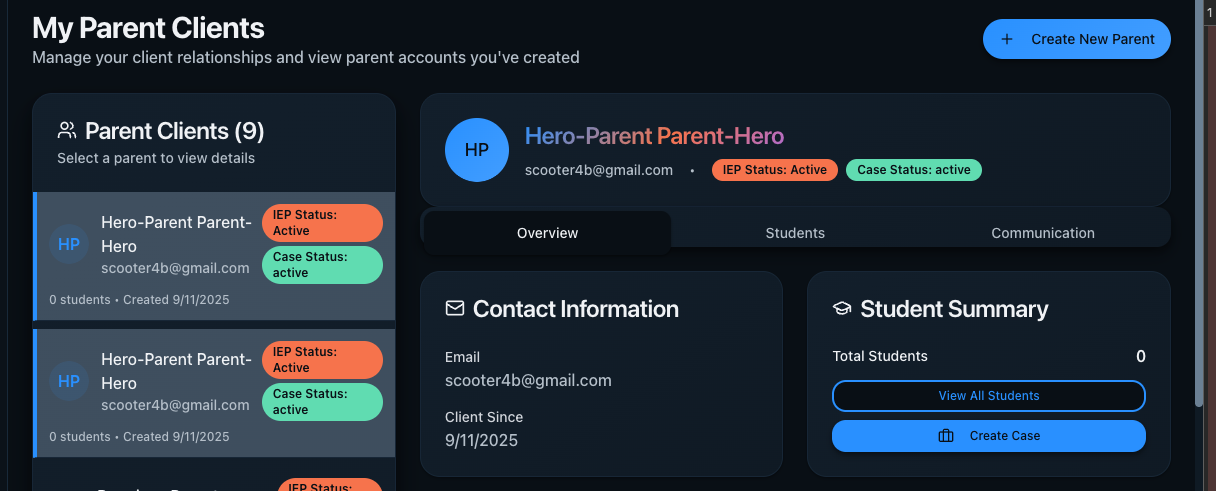 My Parent Clients
Manage your client relationships and view parent accounts you've created
+ Create New Parent
1
Parent Clients (9)
Select a parent to view details
HP
Hero-Parent Parent-
Hero
scooter4b@gmail.com
IEP Status:
Active
Case Status:
active
0 students • Created 9/11/2025
HP
Hero-Parent Parent-
Hero
scooter4b@gmail.com
IEP Status:
Active
Case Status:
active
0 students • Created 9/11/2025
IEP Status:
HP
Hero-Parent Parent-Hero
scooter4b@gmail.com • IEP Status: Active Case Status: active
Overview Students Communication
Contact Information
Email
scooter4b@gmail.com
Client Since
9/11/2025
Student Summary
Total Students 0
View All Students
Create Case